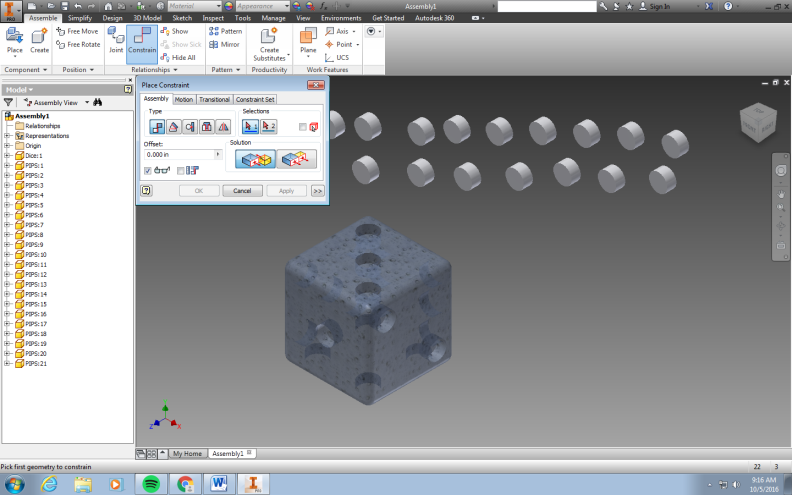 Material
Appearance
Assembly1
Sign In
PRO
Assemble Simplify Design 3D Model Sketch Inspect Tools Manage View Environments Get Started Autodesk 360
Place
Create
Free Move
Free Rotate
Joint
Constrain
Show
Show Sick
Hide All
Pattern
Mirror
Create
Substitutes
Plane
Axis
Point
UCS
Component Position Relationships Pattern Productivity Work Features
Model
Assembly View
Assembly1
Relationships
Representations
Origin
Dice:1
PIPS:1
PIPS:2
PIPS:3
PIPS:4
PIPS:5
PIPS:6
PIPS:7
PIPS:8
PIPS:9
PIPS:10
PIPS:11
PIPS:12
PIPS:13
PIPS:14
PIPS:15
PIPS:16
PIPS:17
PIPS:18
PIPS:19
PIPS:20
PIPS:21
Place Constraint
Assembly Motion Transitional Constraint Set
Type
Selections
1 2
Offset:
0.000 in
Solution
OK Cancel Apply >>
Z X
My Home Assembly1
Pick first geometry to constrain
22 3
9:16 AM
10/5/2016